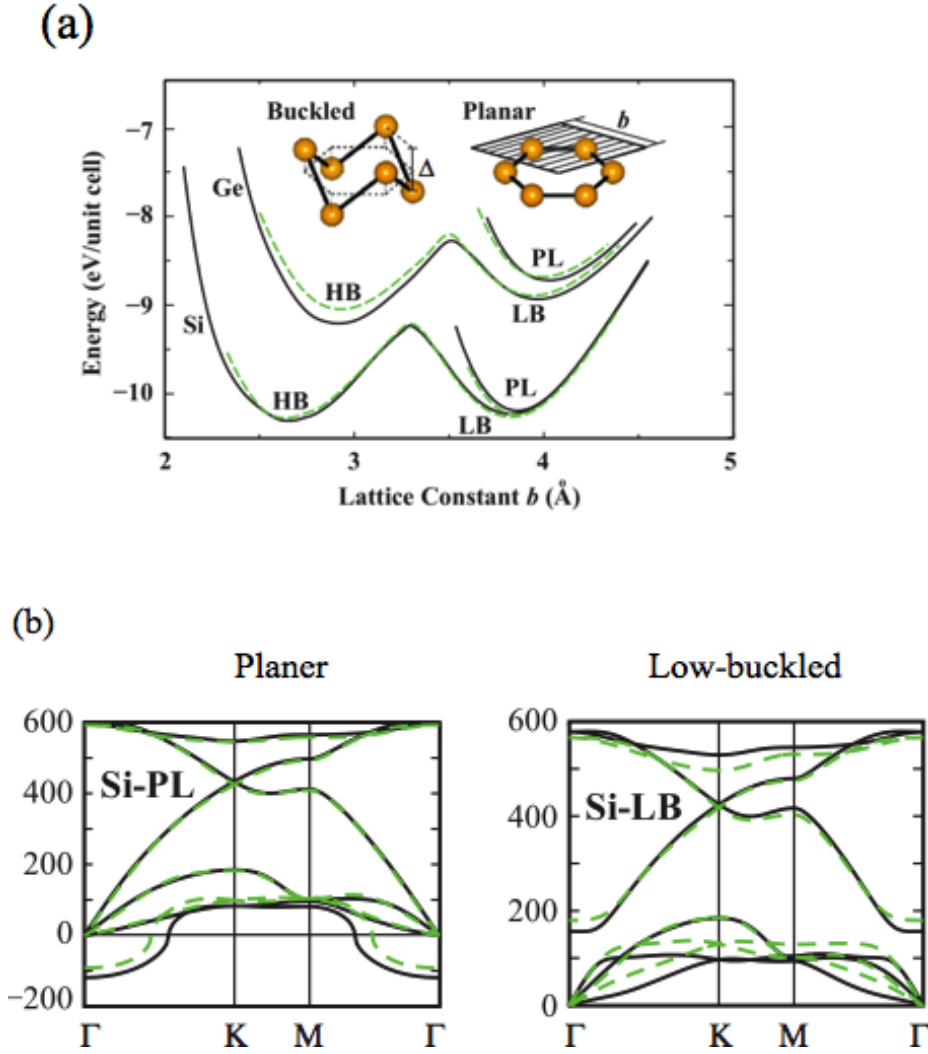 (a)
Buckled
Planar
b
Δ
Ge
HB
PL
LB
Si
HB
PL
LB
−7
−8
−9
−10
Energy (eV/unit cell)
2 3 4 5
Lattice Constant b (Å)
(b)
Planer
Low-buckled
600
400
200
0
−200
Si-PL
Γ K M Γ
600
400
200
0
Si-LB
Γ K M Γ